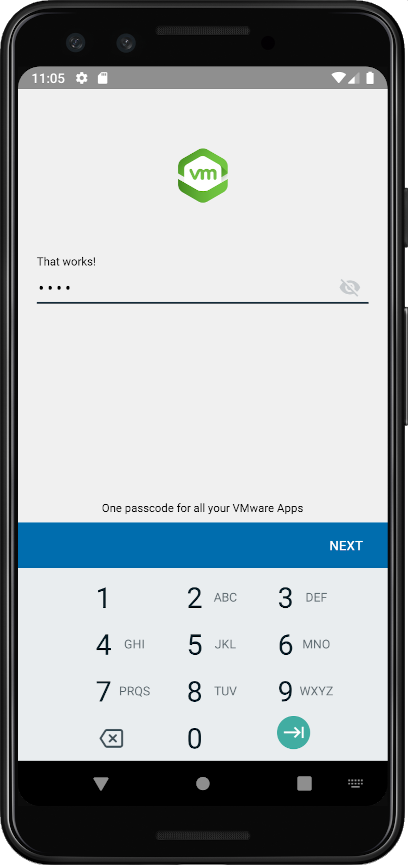 11:05
vm
That works!
••••
One passcode for all your VMware Apps
NEXT
1 2 ABC 3 DEF
4 GHI 5 JKL 6 MNO
7 PRQS 8 TUV 9 WXYZ
0